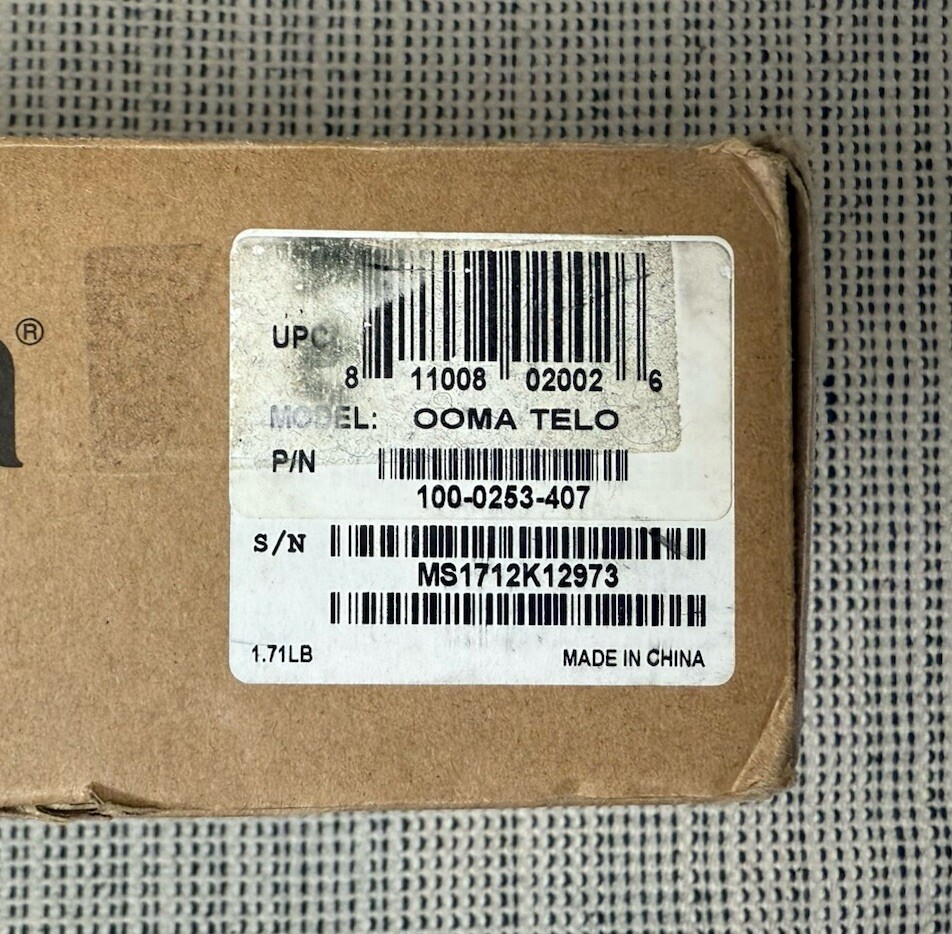 ®
UPC
8 11008 02002 6
MODEL: OOMA TELO
P/N
100-0253-407
S/N
MS1712K12973
1.71LB MADE IN CHINA